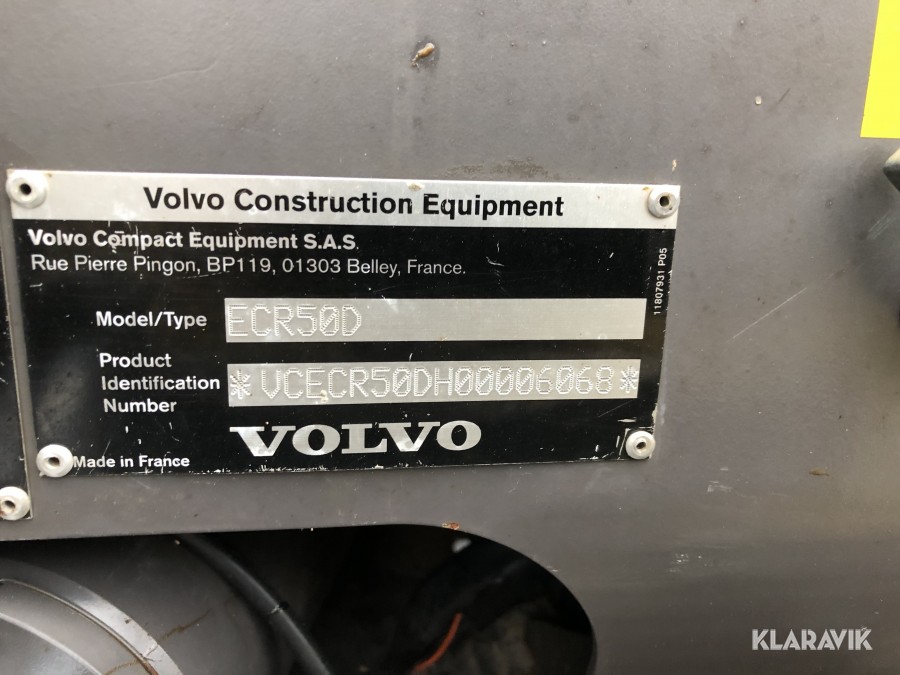 Volvo Construction Equipment
Volvo Compact Equipment S.A.S.
Rue Pierre Pingon, BP119, 01303 Belley, France.
11807931 P05
Model/Type ECR50D
Product
Identification
Number
*VCECR50DH00006068*
VOLVO
Made in France
KLARAVIK